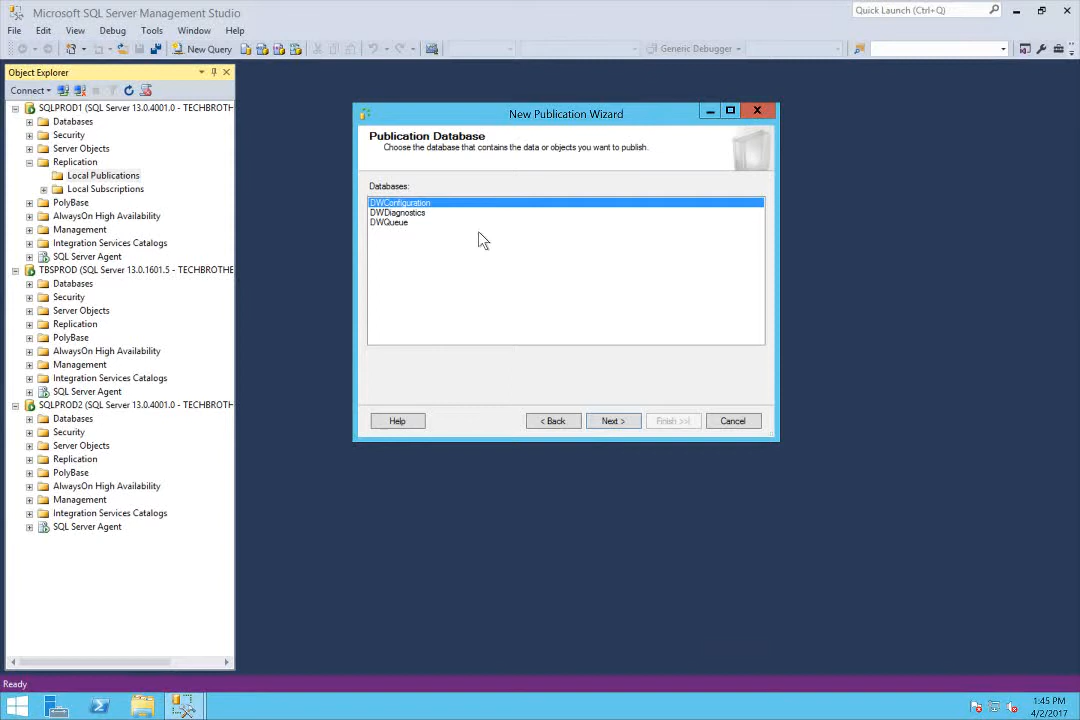 Microsoft SQL Server Management Studio
Quick Launch (Ctrl+Q)
File Edit View Debug Tools Window Help
New Query
Generic Debugger
Object Explorer
Connect
SQLPROD1 (SQL Server 13.0.4001.0 - TECHBROTH
Databases
Security
Server Objects
Replication
Local Publications
Local Subscriptions
PolyBase
AlwaysOn High Availability
Management
Integration Services Catalogs
SQL Server Agent
TBSPROD (SQL Server 13.0.1601.5 - TECHBROTHE
Databases
Security
Server Objects
Replication
PolyBase
AlwaysOn High Availability
Management
Integration Services Catalogs
SQL Server Agent
SQLPROD2 (SQL Server 13.0.4001.0 - TECHBROTH
Databases
Security
Server Objects
Replication
PolyBase
AlwaysOn High Availability
Management
Integration Services Catalogs
SQL Server Agent
New Publication Wizard
Publication Database
Choose the database that contains the data or objects you want to publish.
Databases:
DWConfiguration
DWDiagnostics
DWQueue
Help < Back Next > Finish >>| Cancel
Ready
1:45 PM
4/2/2017